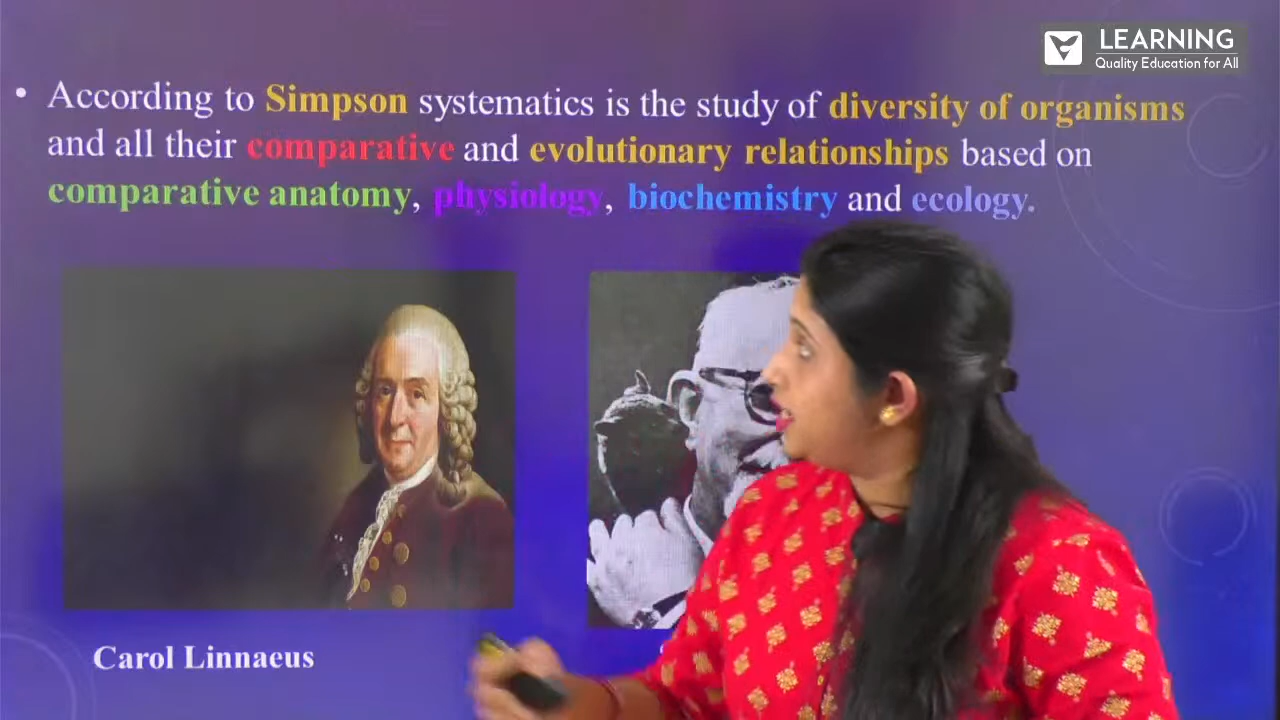 LEARNING
Quality Education for All
• According to Simpson systematics is the study of diversity of organisms
and all their comparative and evolutionary relationships based on
comparative anatomy, physiology, biochemistry and ecology.
Carol Linnaeus